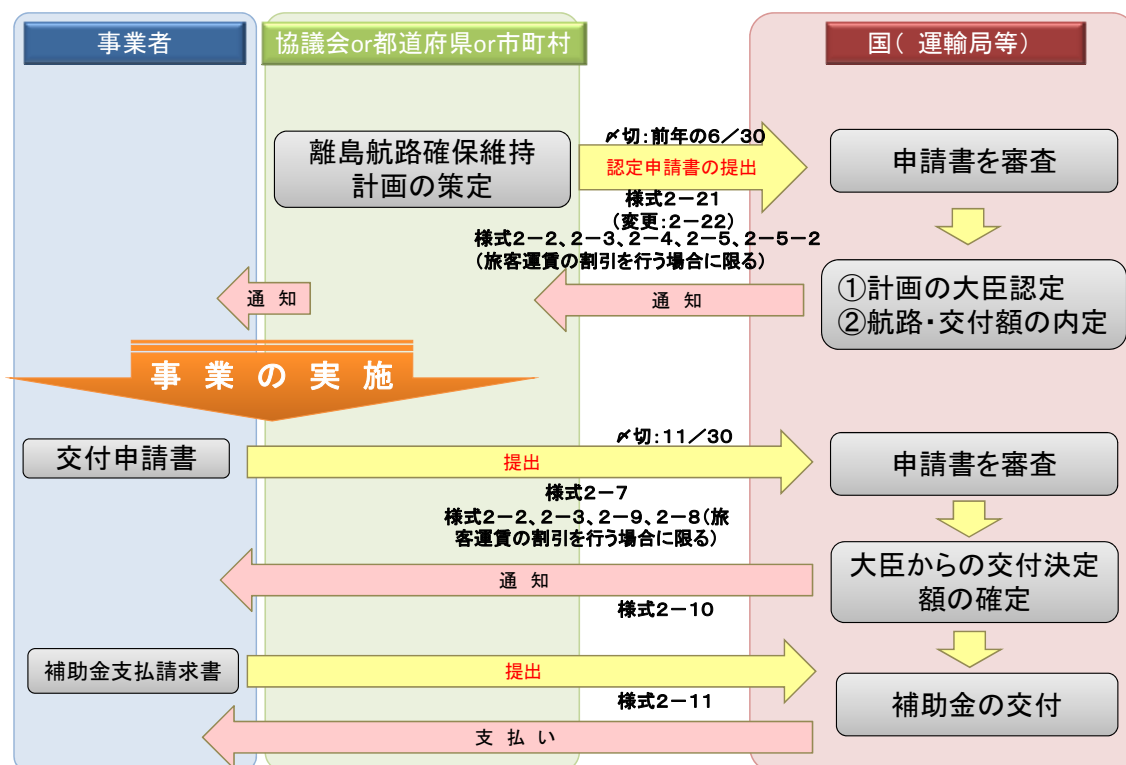 事業者
協議会or都道府県or市町村
国( 運輸局等)
離島航路確保維持
計画の策定
〆切：前年の6／30
認定申請書の提出
様式2－21
(変更：2－22)
様式2－2、2－3、2－4、2－5、2－5－2
(旅客運賃の割引を行う場合に限る)
申請書を審査
①計画の大臣認定
②航路・交付額の内定
通 知
通 知
事 業 の 実 施
交付申請書
〆切：11／30
提出
様式2－7
様式2－2、2－3、2－9、2－8(旅
客運賃の割引を行う場合に限る)
申請書を審査
大臣からの交付決定
額の確定
通 知
様式2－10
補助金支払請求書
提出
様式2－11
補助金の交付
支 払 い